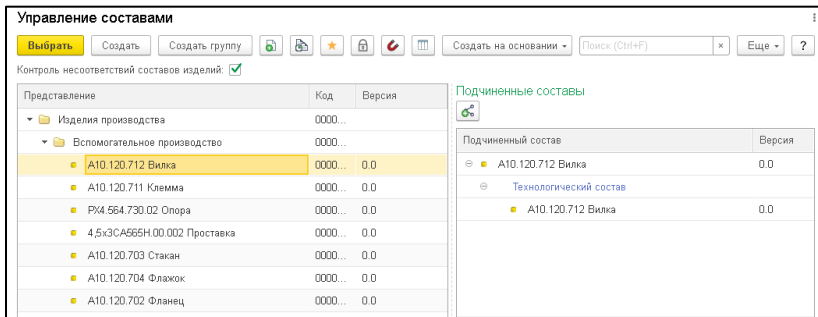 Управление составами
Выбрать Создать Создать группу Создать на основании Поиск (Ctrl+F) × Еще ?
Контроль несоответствий составов изделий:
Подчиненные составы
Представление Код Версия
Изделия производства 0000...
Вспомогательное производство 0000...
А10.120.712 Вилка 0000... 0.0
А10.120.711 Клемма 0000... 0.0
РХ4.564.730.02 Опора 0000... 0.0
4,5х3СА565Н.00.002 Проставка 0000... 0.0
А10.120.703 Стакан 0000... 0.0
А10.120.704 Флажок 0000... 0.0
А10.120.702 Фланец 0000... 0.0
Подчиненный состав Версия
А10.120.712 Вилка 0.0
Технологический состав
А10.120.712 Вилка 0.0